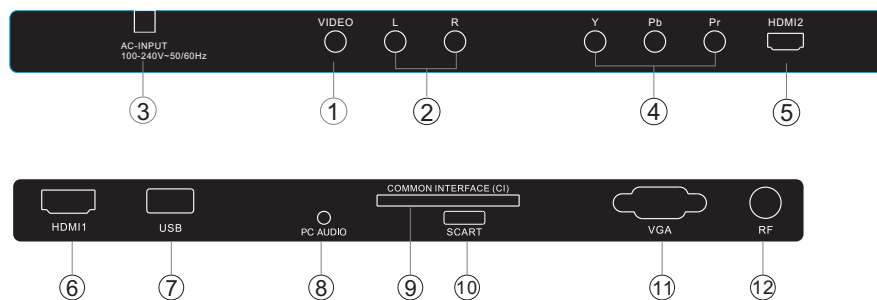 VIDEO L R Y Pb Pr HDMI2
AC-INPUT
100-240V~50/60Hz
3 1 2 4 5
COMMON INTERFACE (CI)
HDMI1 USB PC AUDIO SCART VGA RF
6 7 8 9 10 11 12